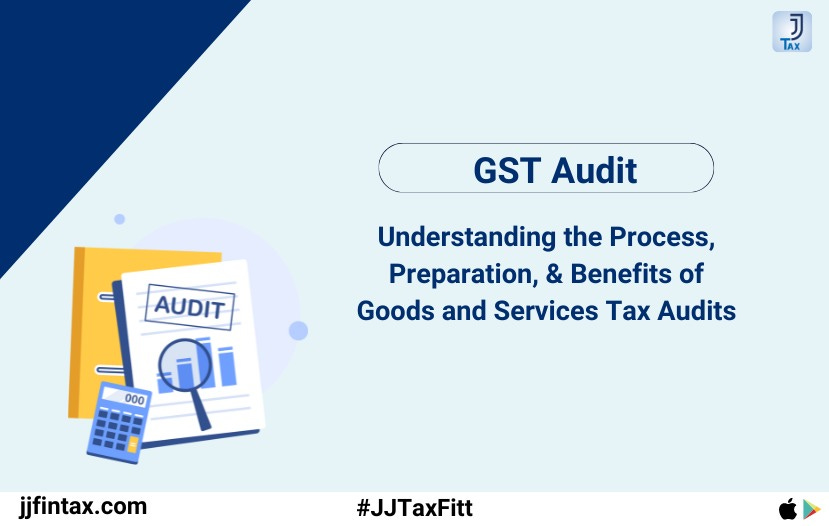 J
TAX
GST Audit
Understanding the Process,
Preparation, & Benefits of
Goods and Services Tax Audits
AUDIT
000
jjfintax.com
#JJTaxFitt